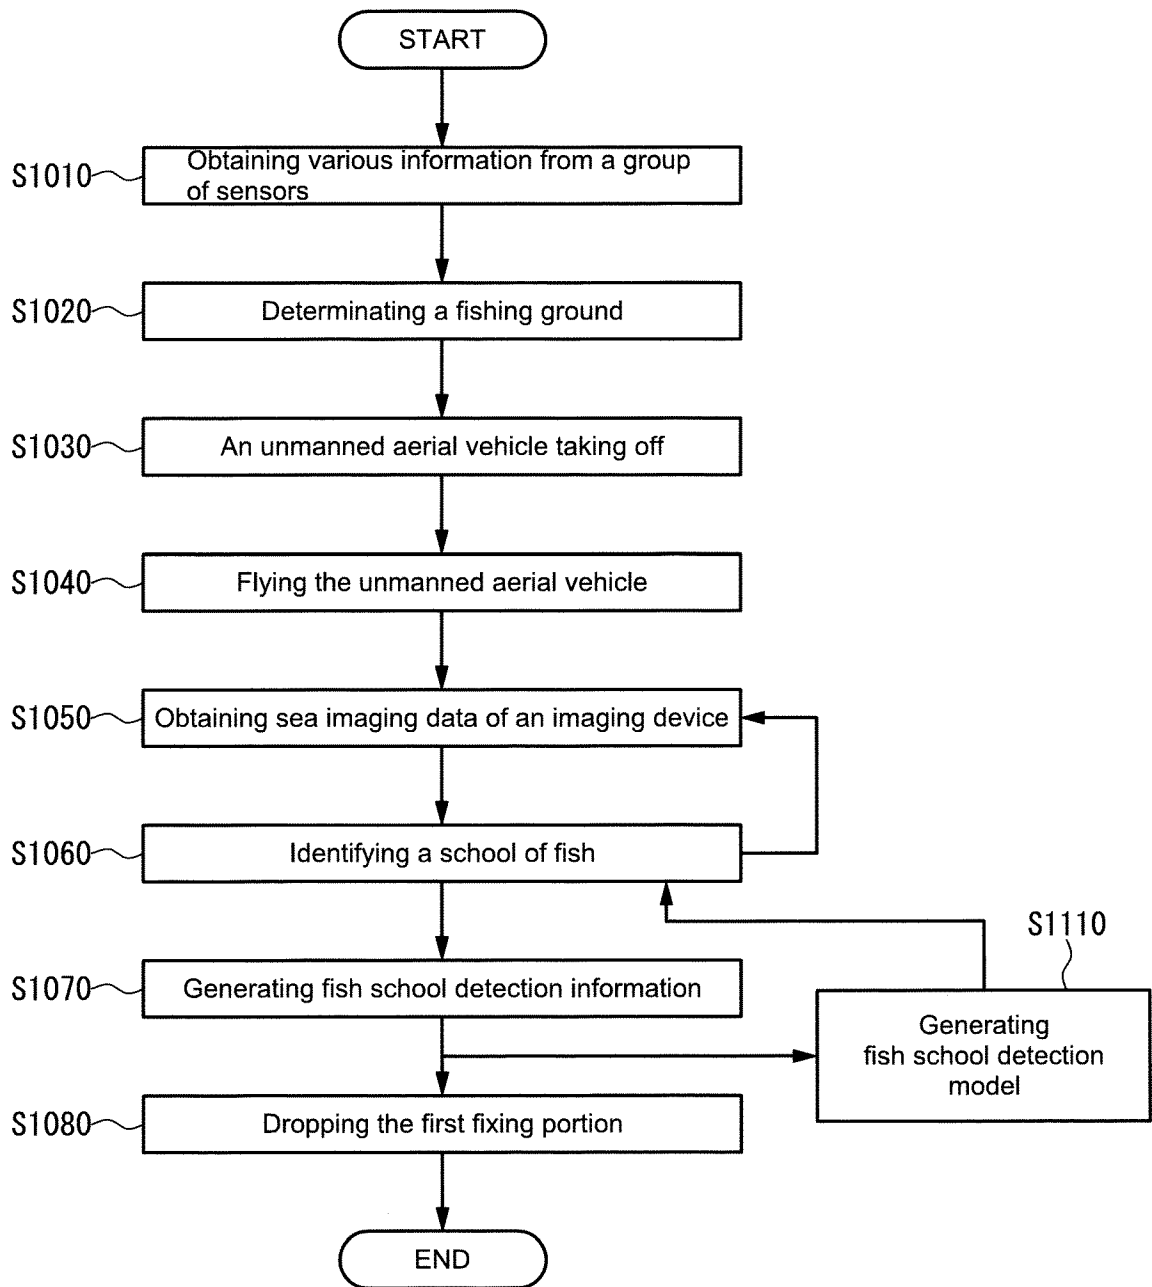 START
S1010
Obtaining various information from a group
of sensors
S1020
Determinating a fishing ground
S1030
An unmanned aerial vehicle taking off
S1040
Flying the unmanned aerial vehicle
S1050
Obtaining sea imaging data of an imaging device
S1060
Identifying a school of fish
S1070
Generating fish school detection information
S1110
Generating
fish school detection
model
S1080
Dropping the first fixing portion
END